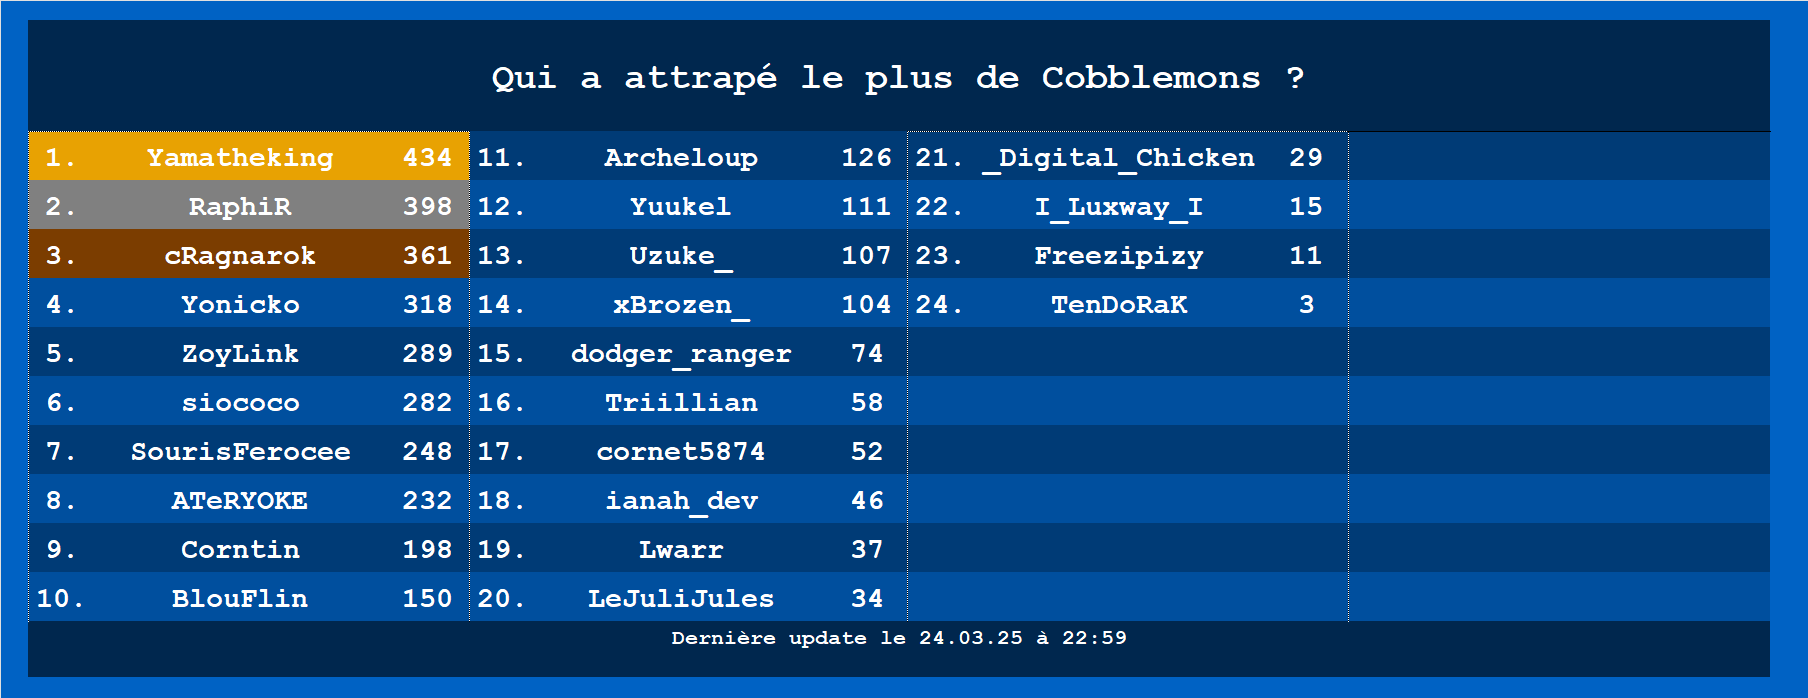 Qui a attrapé le plus de Cobblemons ?
1. Yamatheking 434
2. RaphiR 398
3. cRagnarok 361
4. Yonicko 318
5. ZoyLink 289
6. siococo 282
7. SourisFerocee 248
8. ATeRYOKE 232
9. Corntin 198
10. BlouFlin 150
11. Archeloup 126
12. Yuukel 111
13. Uzuke_ 107
14. xBrozen_ 104
15. dodger_ranger 74
16. Triillian 58
17. cornet5874 52
18. ianah_dev 46
19. Lwarr 37
20. LeJuliJules 34
21. _Digital_Chicken 29
22. I_Luxway_I 15
23. Freezipizy 11
24. TenDoRaK 3
Dernière update le 24.03.25 à 22:59